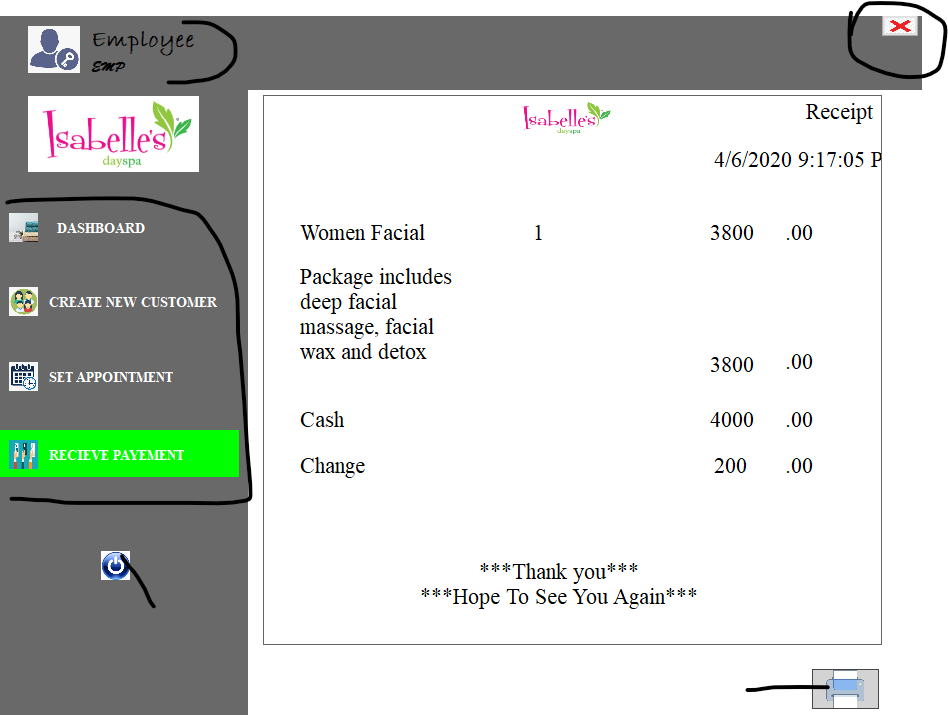 Employee
EMP
Isabelle's
dayspa
DASHBOARD
CREATE NEW CUSTOMER
SET APPOINTMENT
RECIEVE PAYEMENT
Isabelle's
dayspa
Receipt
4/6/2020 9:17:05 P
Women Facial 1 3800 .00
Package includes
deep facial
massage, facial
wax and detox
3800 .00
Cash 4000 .00
Change 200 .00
***Thank you***
***Hope To See You Again***